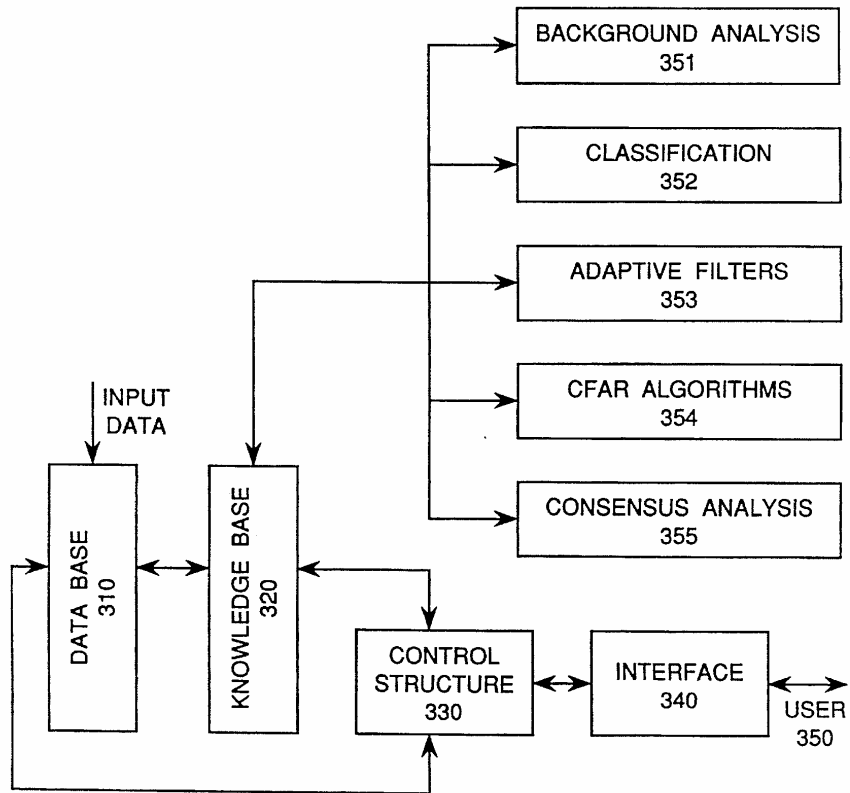 BACKGROUND ANALYSIS
351
CLASSIFICATION
352
ADAPTIVE FILTERS
353
CFAR ALGORITHMS
354
CONSENSUS ANALYSIS
355
INPUT
DATA
DATA BASE
310
KNOWLEDGE BASE
320
CONTROL
STRUCTURE
330
INTERFACE
340
USER
350